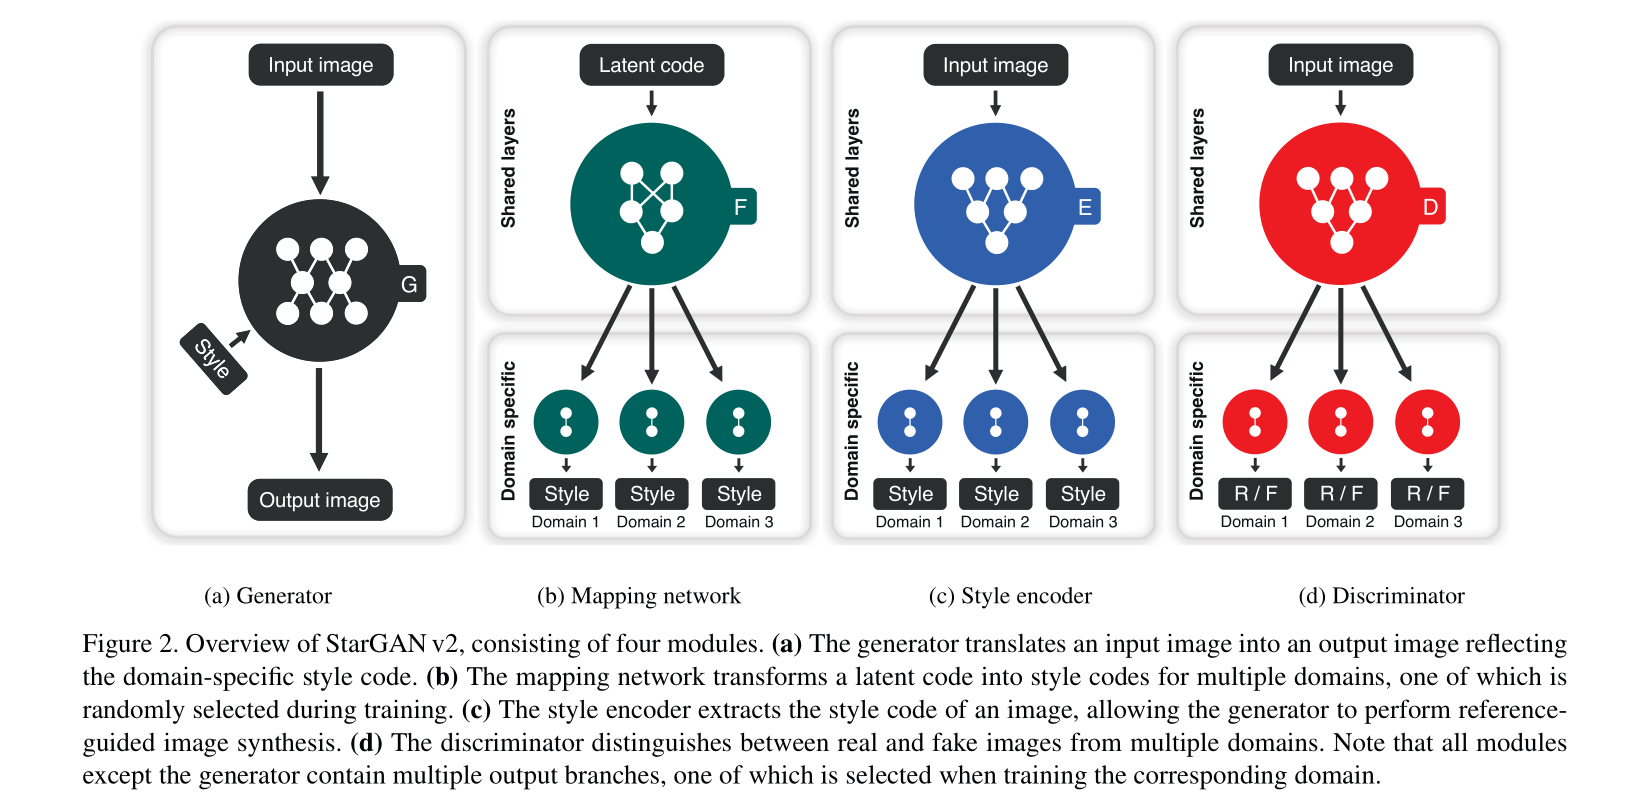 Input image
G
Style
Output image
(a) Generator
Latent code
Shared layers
F
Domain specific
Style Style Style
Domain 1 Domain 2 Domain 3
(b) Mapping network
Input image
Shared layers
E
Domain specific
Style Style Style
Domain 1 Domain 2 Domain 3
(c) Style encoder
Input image
Shared layers
D
Domain specific
R / F R / F R / F
Domain 1 Domain 2 Domain 3
(d) Discriminator
Figure 2. Overview of StarGAN v2, consisting of four modules. (a) The generator translates an input image into an output image reflecting
the domain-specific style code. (b) The mapping network transforms a latent code into style codes for multiple domains, one of which is
randomly selected during training. (c) The style encoder extracts the style code of an image, allowing the generator to perform reference-
guided image synthesis. (d) The discriminator distinguishes between real and fake images from multiple domains. Note that all modules
except the generator contain multiple output branches, one of which is selected when training the corresponding domain.